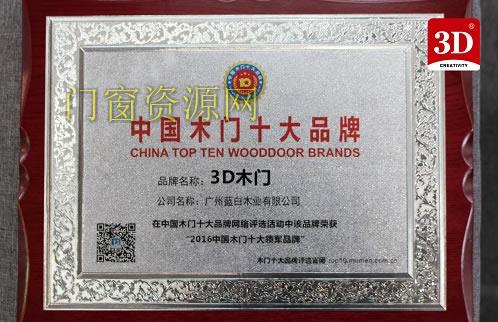 3D
CREATIVITY
门窗资源网
中国木门十大品牌
CHINA TOP TEN WOODDOOR BRANDS
品牌名称：3D木门
公司名称：广州蓝白木业有限公司
在中国木门十大品牌网络评选活动中该品牌荣获
“2016中国木门十大领军品牌”
木门十大品牌评选官网